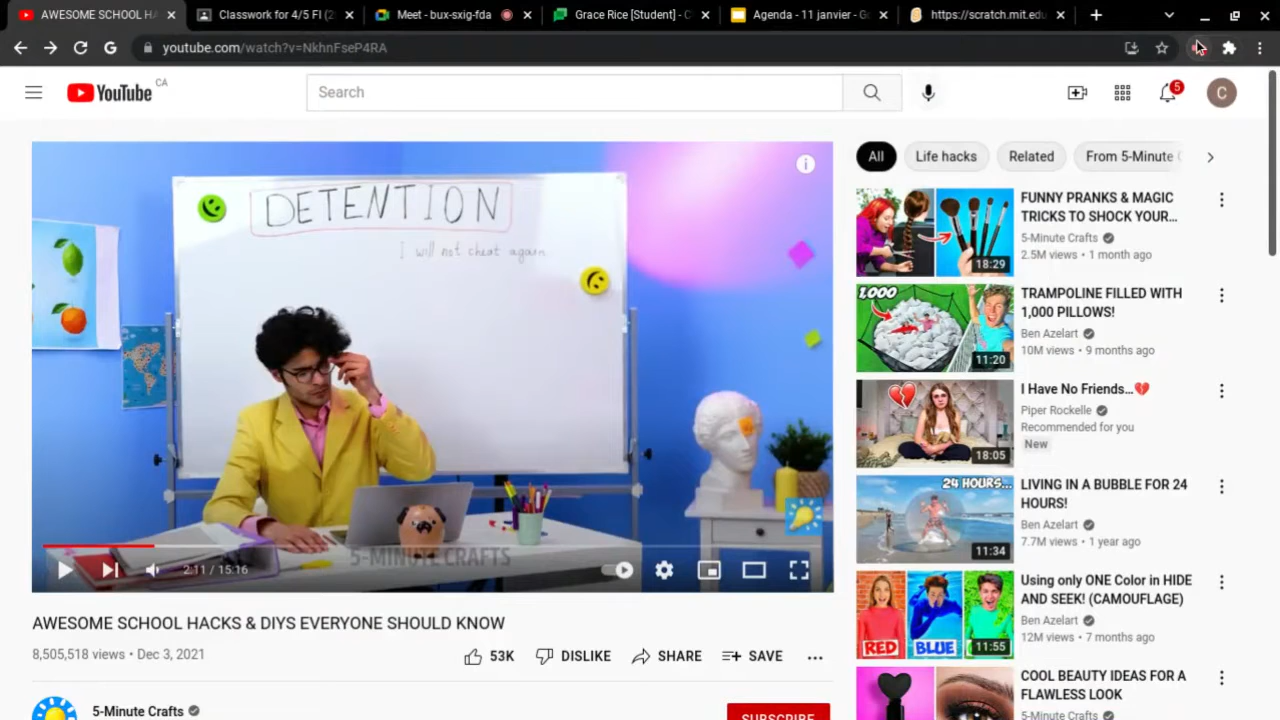 AWESOME SCHOOL HA
Classwork for 4/5 FI (2
Meet - bux-sxig-fda
Grace Rice [Student] - C
Agenda - 11 janvier - Go
https://scratch.mit.edu
youtube.com/watch?v=NkhnFseP4RA
YouTube CA
Search
5
C
DETENTION
I will not cheat again
5-MINUTE CRAFTS
2:11 / 15:16
AWESOME SCHOOL HACKS & DIYS EVERYONE SHOULD KNOW
8,505,518 views • Dec 3, 2021
53K
DISLIKE
SHARE
SAVE
5-Minute Crafts
SUBSCRIBE
All
Life hacks
Related
From 5-Minute C
FUNNY PRANKS & MAGIC
TRICKS TO SHOCK YOUR...
5-Minute Crafts
2.5M views • 1 month ago
18:29
TRAMPOLINE FILLED WITH
1,000 PILLOWS!
Ben Azelart
10M views • 9 months ago
1,000
11:20
I Have No Friends...
Piper Rockelle
Recommended for you
New
18:05
LIVING IN A BUBBLE FOR 24
HOURS!
Ben Azelart
7.7M views • 1 year ago
24 HOURS...
11:34
Using only ONE Color in HIDE
AND SEEK! (CAMOUFLAGE)
Ben Azelart
12M views • 7 months ago
RED
BLUE
11:55
COOL BEAUTY IDEAS FOR A
FLAWLESS LOOK
5-Minute Crafts